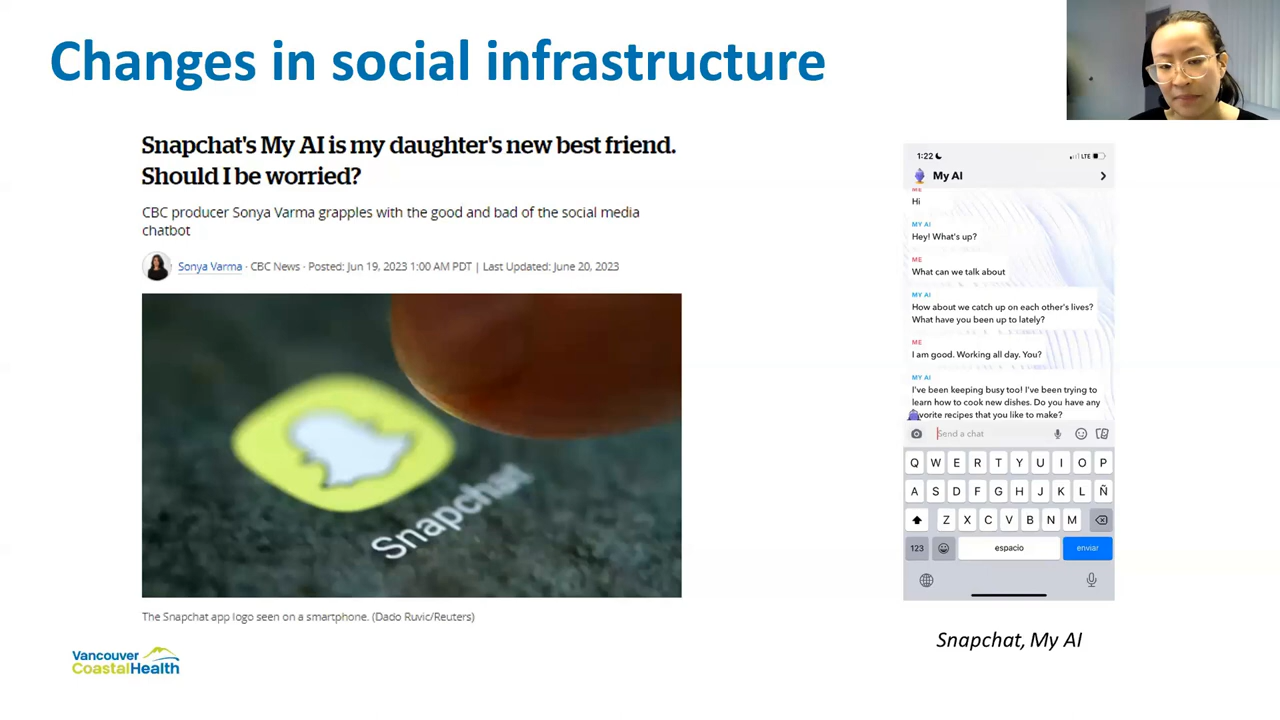 Changes in social infrastructure
Snapchat's My AI is my daughter's new best friend.
Should I be worried?
CBC producer Sonya Varma grapples with the good and bad of the social media
chatbot
Sonya Varma · CBC News · Posted: Jun 19, 2023 1:00 AM PDT | Last Updated: June 20, 2023
Snapchat
The Snapchat app logo seen on a smartphone. (Dado Ruvic/Reuters)
Vancouver
CoastalHealth
1:22
LTE
My AI
ME
Hi
MY AI
Hey! What's up?
ME
What can we talk about
MY AI
How about we catch up on each other's lives?
What have you been up to lately?
ME
I am good. Working all day. You?
MY AI
I've been keeping busy too! I've been trying to
learn how to cook new dishes. Do you have any
vorite recipes that you like to make?
Send a chat
Q W E R T Y U I O P
A S D F G H J K L Ñ
Z X C V B N M
123 espacio enviar
Snapchat, My AI